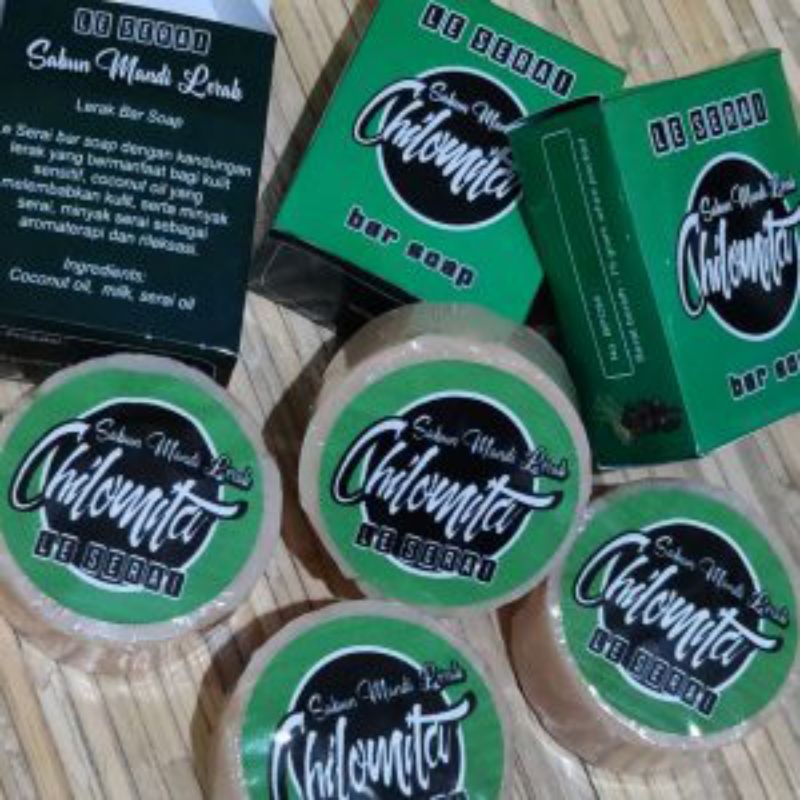 LE SERAI
Sabun Mandi Lerak
Lerak Bar Soap
Le Serai bar soap dengan kandungan
lerak yang bermanfaat bagi kulit
sensitif, coconut oil yang
melembabkan kulit, serta minyak
serai, minyak serai sebagai
aromaterapi dan rileksasi.
Ingredients:
Coconut oil, milk, serai oil
LE SERAI
Sabun Mandi
Chilomita
bar soap
LE SERAI
Sabun Mandi Lerak
Chilomita
bar soap
Sabun Mandi Lerak
Chilomita
LE SERAI
Sabun Mandi Lerak
Chilomita
LE SERAI
Sabun Mandi Lerak
Chilomita
LE SERAI
Sabun Mandi Lerak
Chilomita